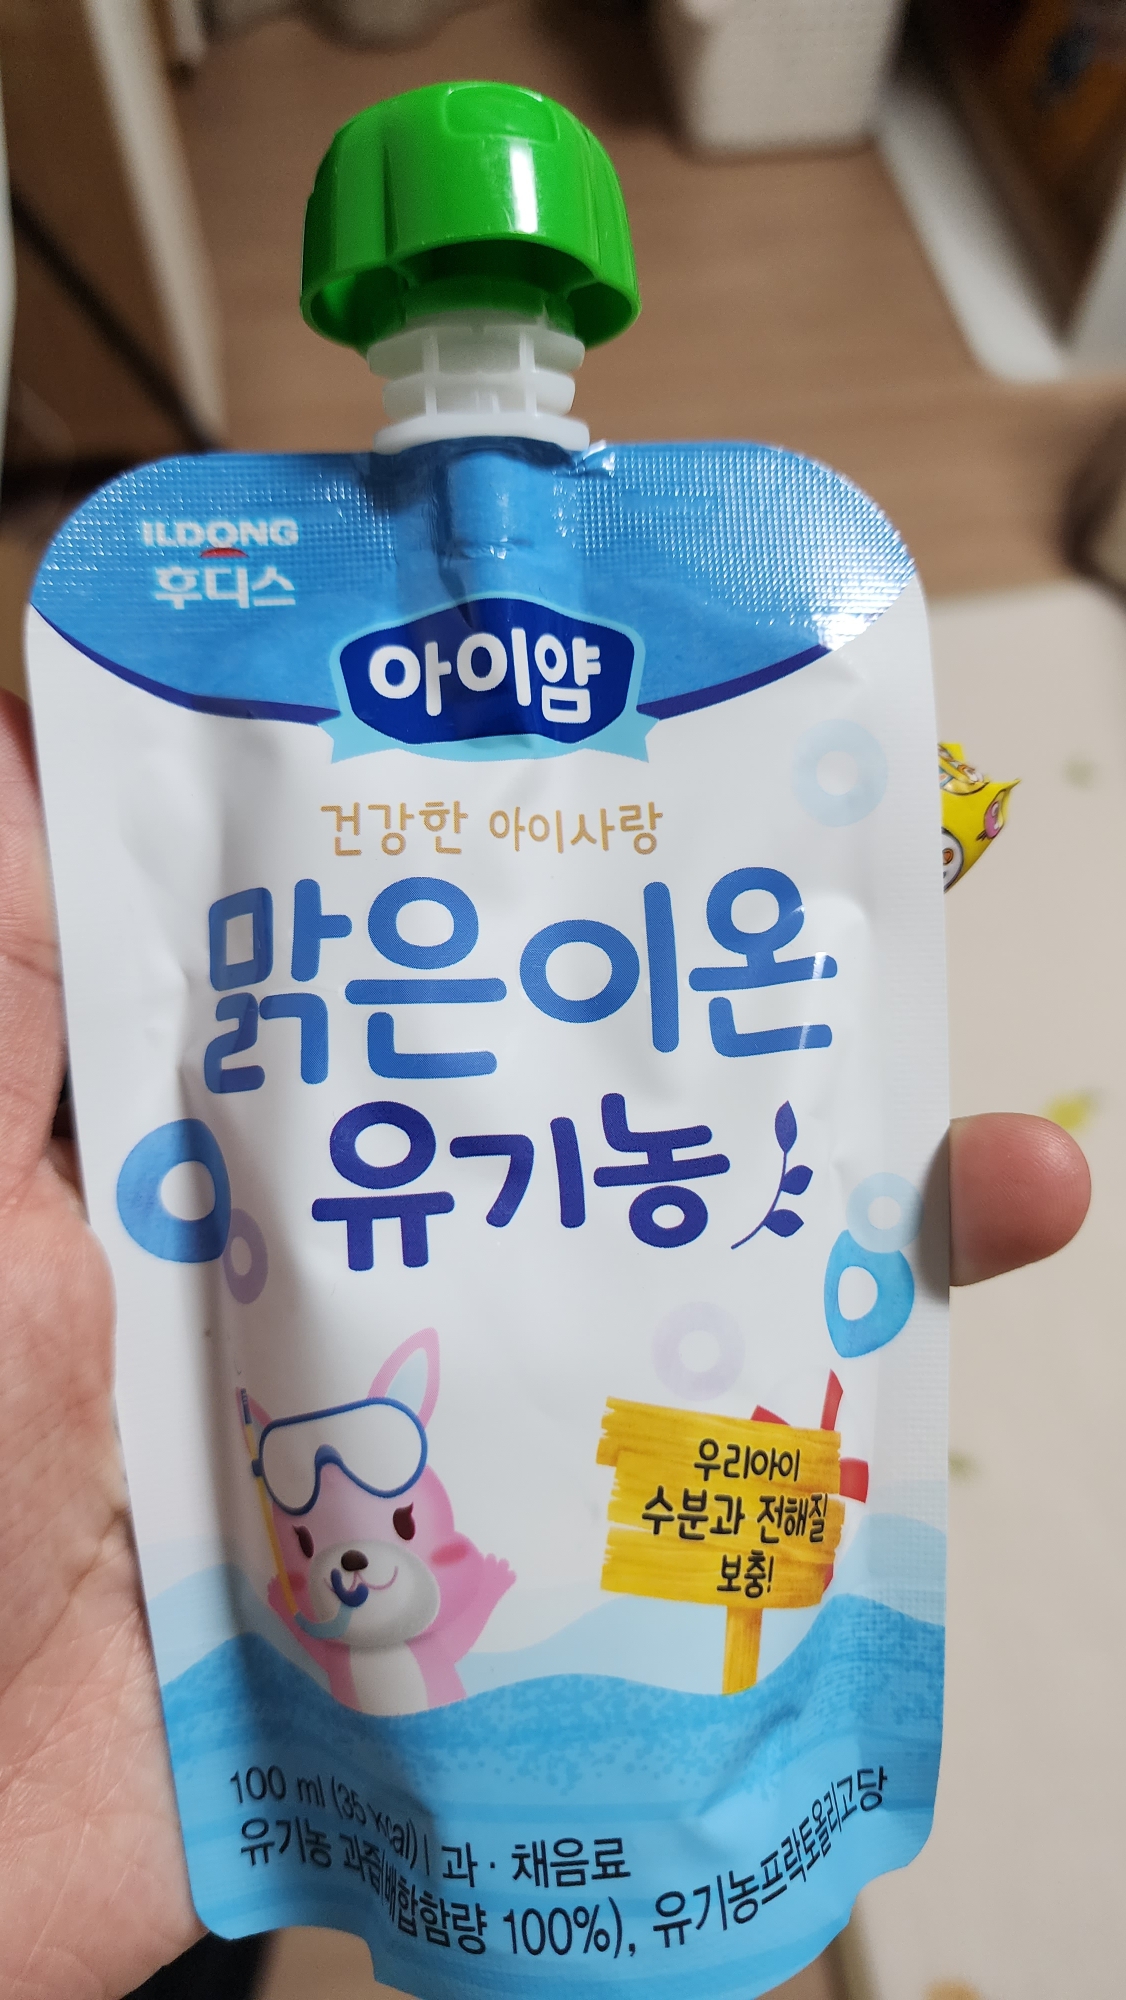 ILDONG
후디스
아이얌
건강한 아이사랑
맑은이온
유기농
우리아이
수분과 전해질
보충!
100 ml (35 kcal) | 과·채음료
유기농 과즙(배합함량 100%), 유기농프락토올리고당